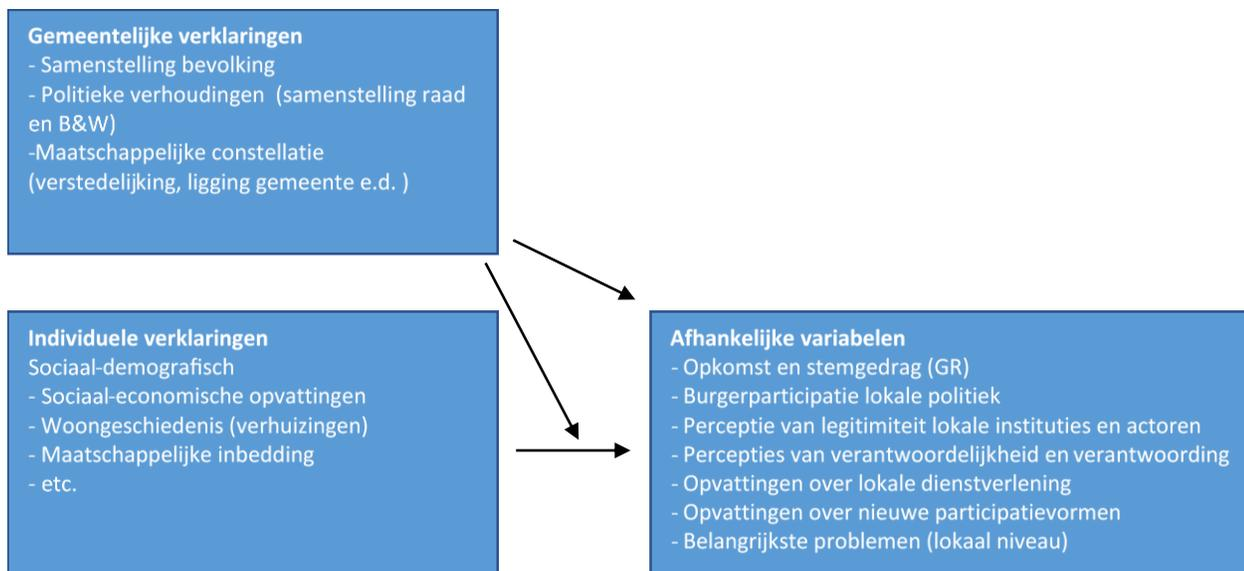 Gemeentelijke verklaringen
- Samenstelling bevolking
- Politieke verhoudingen (samenstelling raad
en B&W)
-Maatschappelijke constellatie
(verstedelijking, ligging gemeente e.d. )
Individuele verklaringen
Sociaal-demografisch
- Sociaal-economische opvattingen
- Woongeschiedenis (verhuizingen)
- Maatschappelijke inbedding
- etc.
Afhankelijke variabelen
- Opkomst en stemgedrag (GR)
- Burgerparticipatie lokale politiek
- Perceptie van legitimiteit lokale instituties en actoren
- Percepties van verantwoordelijkheid en verantwoording
- Opvattingen over lokale dienstverlening
- Opvattingen over nieuwe participatievormen
- Belangrijkste problemen (lokaal niveau)